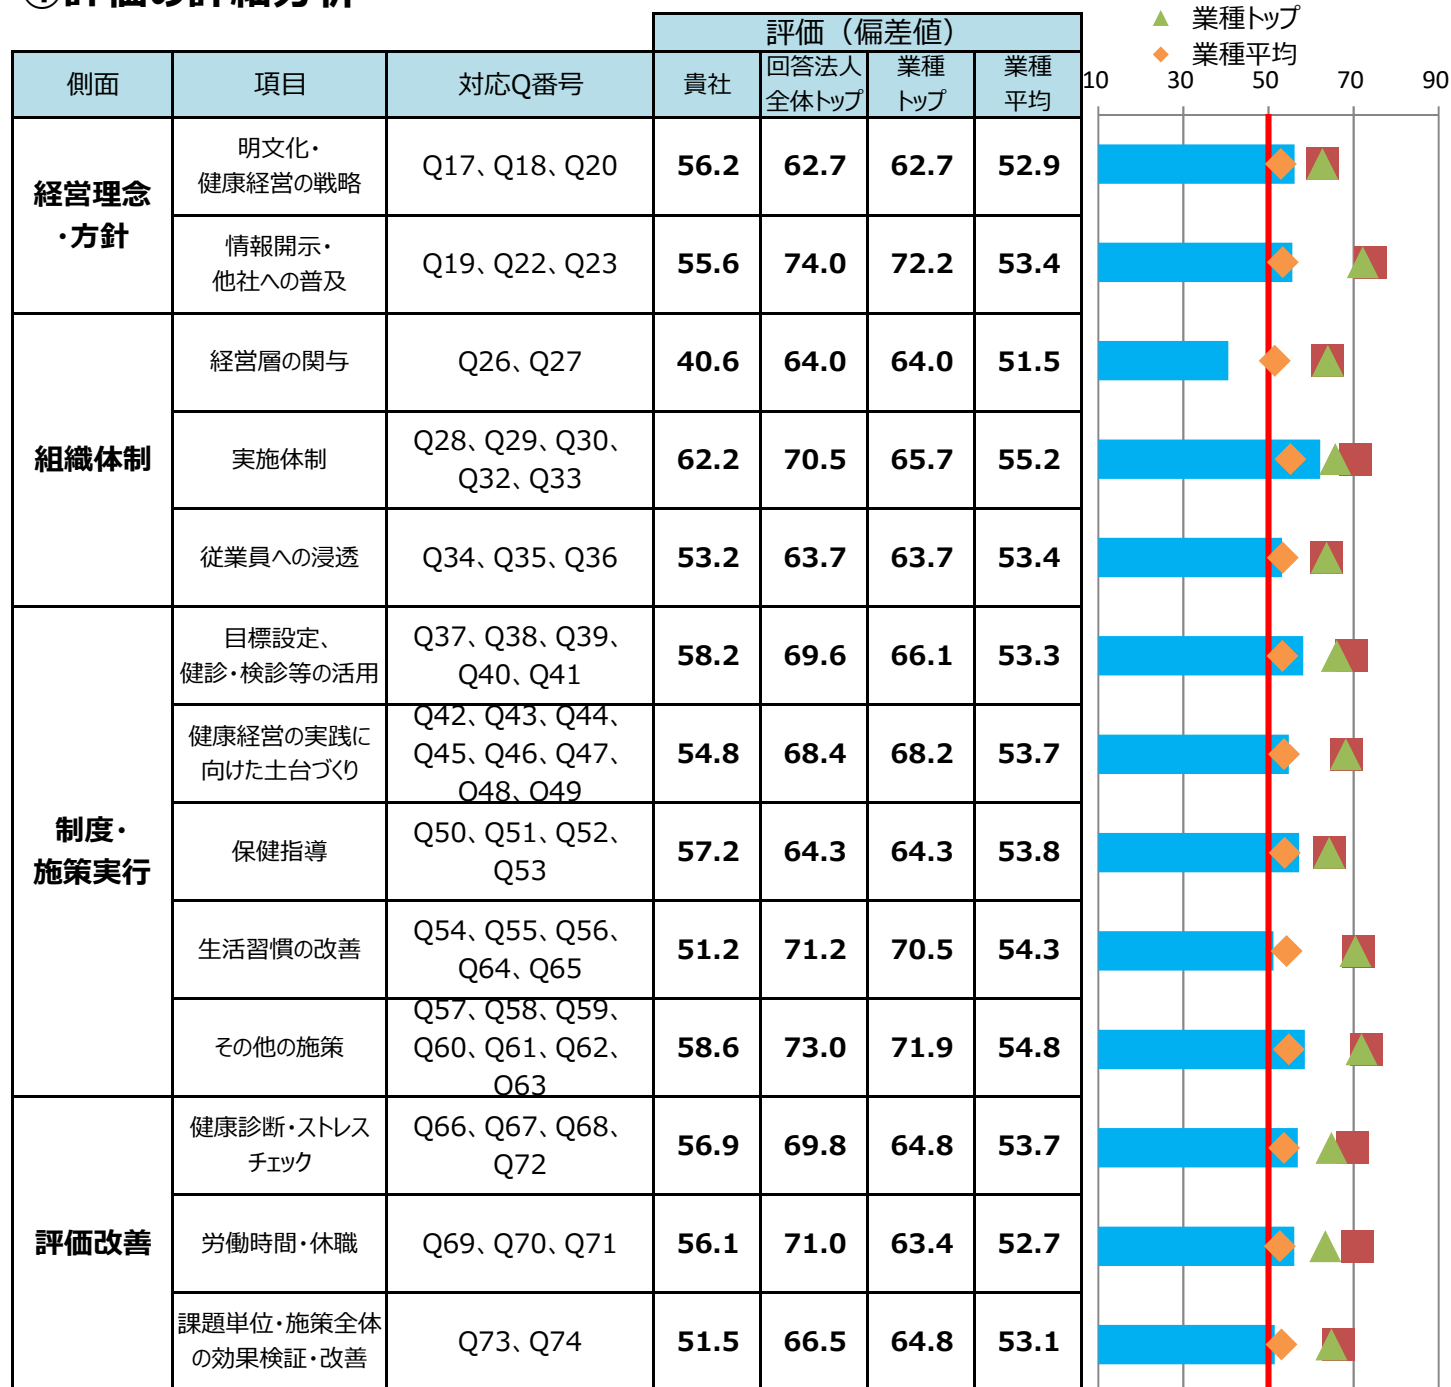 ①評価の詳細分析
▲ 業種トップ
◆ 業種平均
評価（偏差値）
側面 項目 対応Q番号 貴社 回答法人 業種 業種
全体トップ トップ 平均
10 30 50 70 90
経営理念
・方針
明文化・
健康経営の戦略
Q17、Q18、Q20 56.2 62.7 62.7 52.9
情報開示・
他社への普及
Q19、Q22、Q23 55.6 74.0 72.2 53.4
組織体制
経営層の関与 Q26、Q27 40.6 64.0 64.0 51.5
実施体制
Q28、Q29、Q30、
Q32、Q33
62.2 70.5 65.7 55.2
従業員への浸透 Q34、Q35、Q36 53.2 63.7 63.7 53.4
制度・
施策実行
目標設定、
健診・検診等の活用
Q37、Q38、Q39、
Q40、Q41
58.2 69.6 66.1 53.3
健康経営の実践に
向けた土台づくり
Q42、Q43、Q44、
Q45、Q46、Q47、
Q48、Q49
54.8 68.4 68.2 53.7
保健指導
Q50、Q51、Q52、
Q53
57.2 64.3 64.3 53.8
生活習慣の改善
Q54、Q55、Q56、
Q64、Q65
51.2 71.2 70.5 54.3
その他の施策
Q57、Q58、Q59、
Q60、Q61、Q62、
Q63
58.6 73.0 71.9 54.8
評価改善
健康診断・ストレス
チェック
Q66、Q67、Q68、
Q72
56.9 69.8 64.8 53.7
労働時間・休職 Q69、Q70、Q71 56.1 71.0 63.4 52.7
課題単位・施策全体
の効果検証・改善
Q73、Q74 51.5 66.5 64.8 53.1